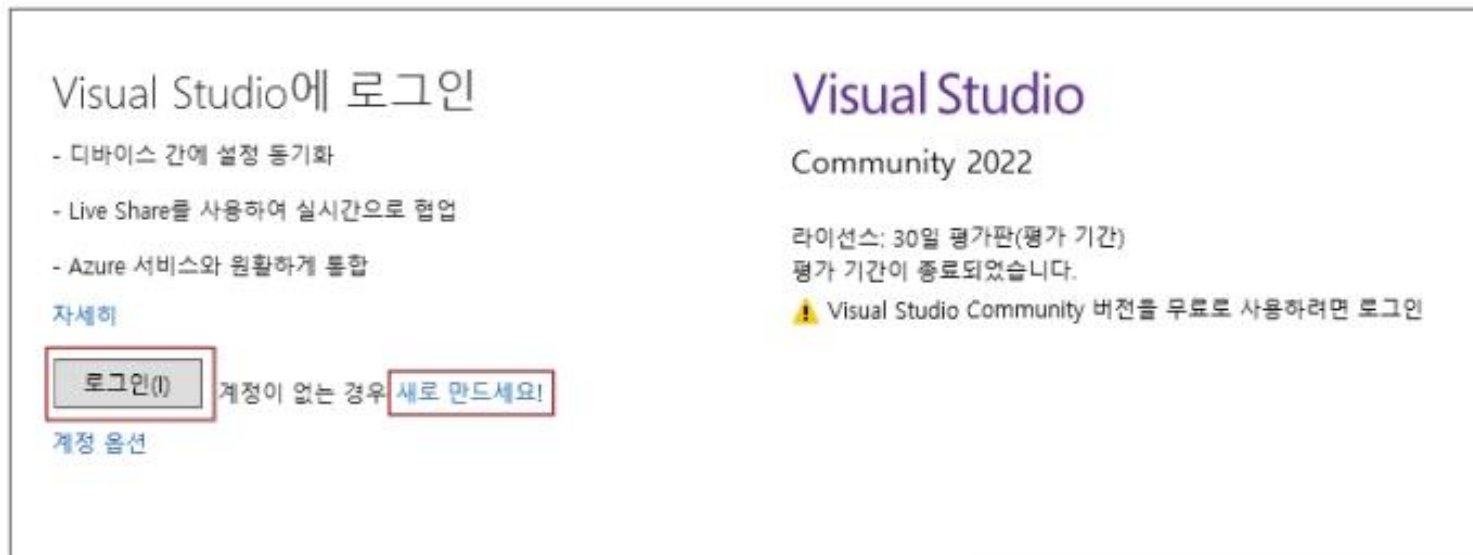 Visual Studio에 로그인
- 디바이스 간에 설정 동기화
- Live Share를 사용하여 실시간으로 협업
- Azure 서비스와 원활하게 통합
자세히
로그인(I)
계정이 없는 경우 새로 만드세요!
계정 옵션
Visual Studio
Community 2022
라이선스: 30일 평가판(평가 기간)
평가 기간이 종료되었습니다.
Visual Studio Community 버전을 무료로 사용하려면 로그인